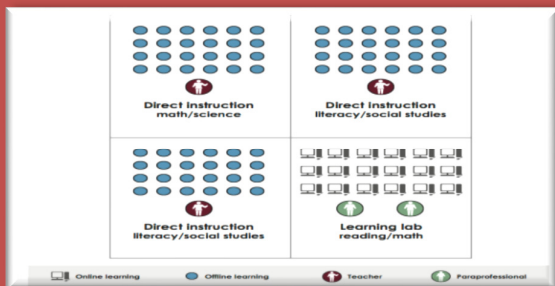 Direct instruction
math/science
Direct instruction
literacy/social studies
Direct instruction
literacy/social studies
Learning lab
reading/math
Online learning
Offline learning
Teacher
Paraprofessional